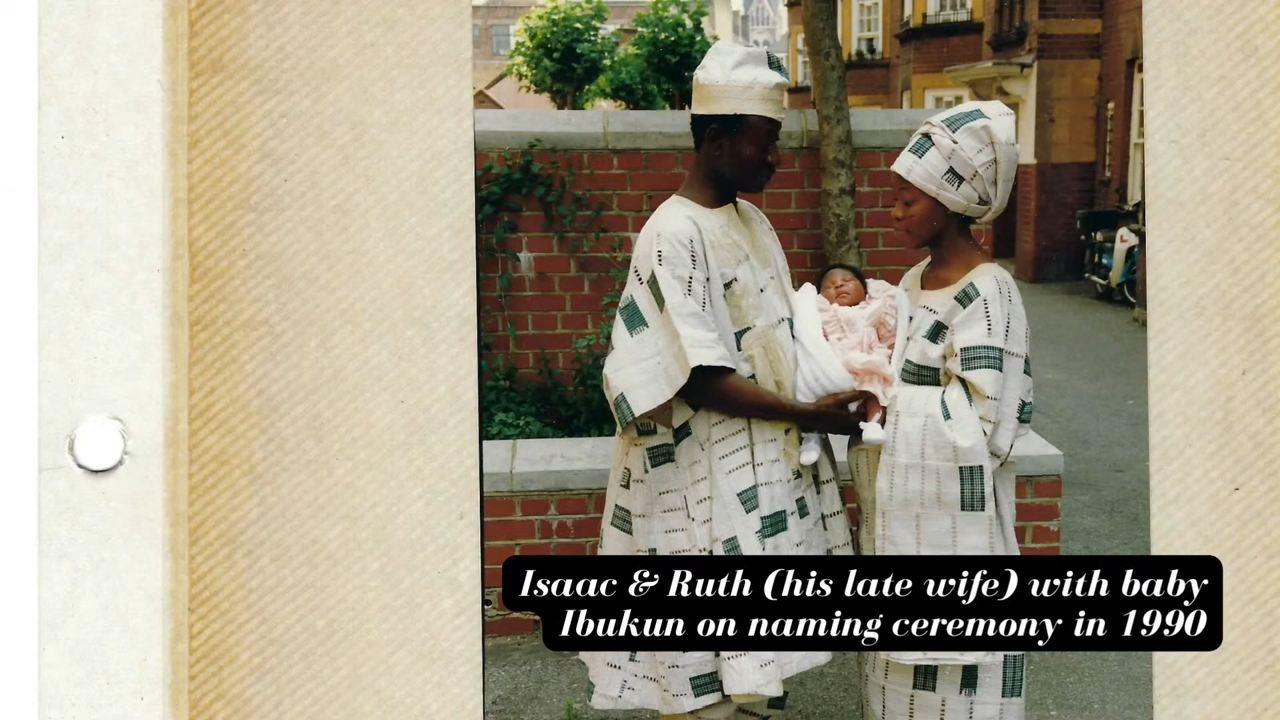 Isaac & Ruth (his late wife) with baby
Ibukun on naming ceremony in 1990